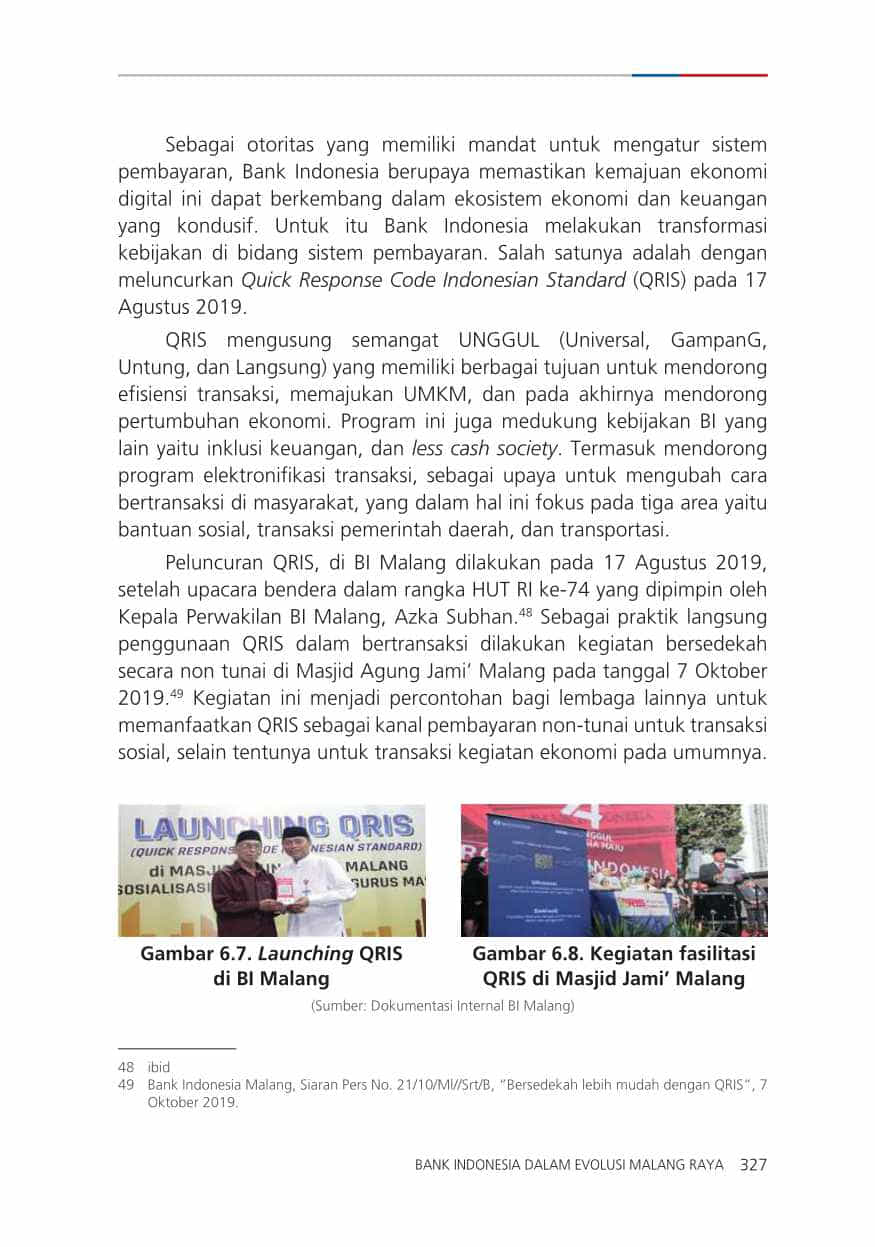 Sebagai otoritas yang memiliki mandat untuk mengatur sistem
pembayaran, Bank Indonesia berupaya memastikan kemajuan ekonomi
digital ini dapat berkembang dalam ekosistem ekonomi dan keuangan
yang kondusif. Untuk itu Bank Indonesia melakukan transformasi
kebijakan di bidang sistem pembayaran. Salah satunya adalah dengan
meluncurkan Quick Response Code Indonesian Standard (QRIS) pada 17
Agustus 2019.
QRIS mengusung semangat UNGGUL (Universal, GampanG,
Untung, dan Langsung) yang memiliki berbagai tujuan untuk mendorong
efisiensi transaksi, memajukan UMKM, dan pada akhirnya mendorong
pertumbuhan ekonomi. Program ini juga medukung kebijakan BI yang
lain yaitu inklusi keuangan, dan less cash society. Termasuk mendorong
program elektronifikasi transaksi, sebagai upaya untuk mengubah cara
bertransaksi di masyarakat, yang dalam hal ini fokus pada tiga area yaitu
bantuan sosial, transaksi pemerintah daerah, dan transportasi.
Peluncuran QRIS, di BI Malang dilakukan pada 17 Agustus 2019,
setelah upacara bendera dalam rangka HUT RI ke-74 yang dipimpin oleh
Kepala Perwakilan BI Malang, Azka Subhan.48 Sebagai praktik langsung
penggunaan QRIS dalam bertransaksi dilakukan kegiatan bersedekah
secara non tunai di Masjid Agung Jami’ Malang pada tanggal 7 Oktober
2019.49 Kegiatan ini menjadi percontohan bagi lembaga lainnya untuk
memanfaatkan QRIS sebagai kanal pembayaran non-tunai untuk transaksi
sosial, selain tentunya untuk transaksi kegiatan ekonomi pada umumnya.
LAUNCHING QRIS
(QUICK RESPON DE INDONESIAN STANDARD)
di MASJ MALANG
SOSIALISASI GURUS MA
NGGUL
SIA MAJU
INDONESIA
Gambar 6.7. Launching QRIS
di BI Malang
Gambar 6.8. Kegiatan fasilitasi
QRIS di Masjid Jami’ Malang
(Sumber: Dokumentasi Internal BI Malang)
48 ibid
49 Bank Indonesia Malang, Siaran Pers No. 21/10/Ml//Srt/B, “Bersedekah lebih mudah dengan QRIS”, 7
Oktober 2019.
BANK INDONESIA DALAM EVOLUSI MALANG RAYA 327